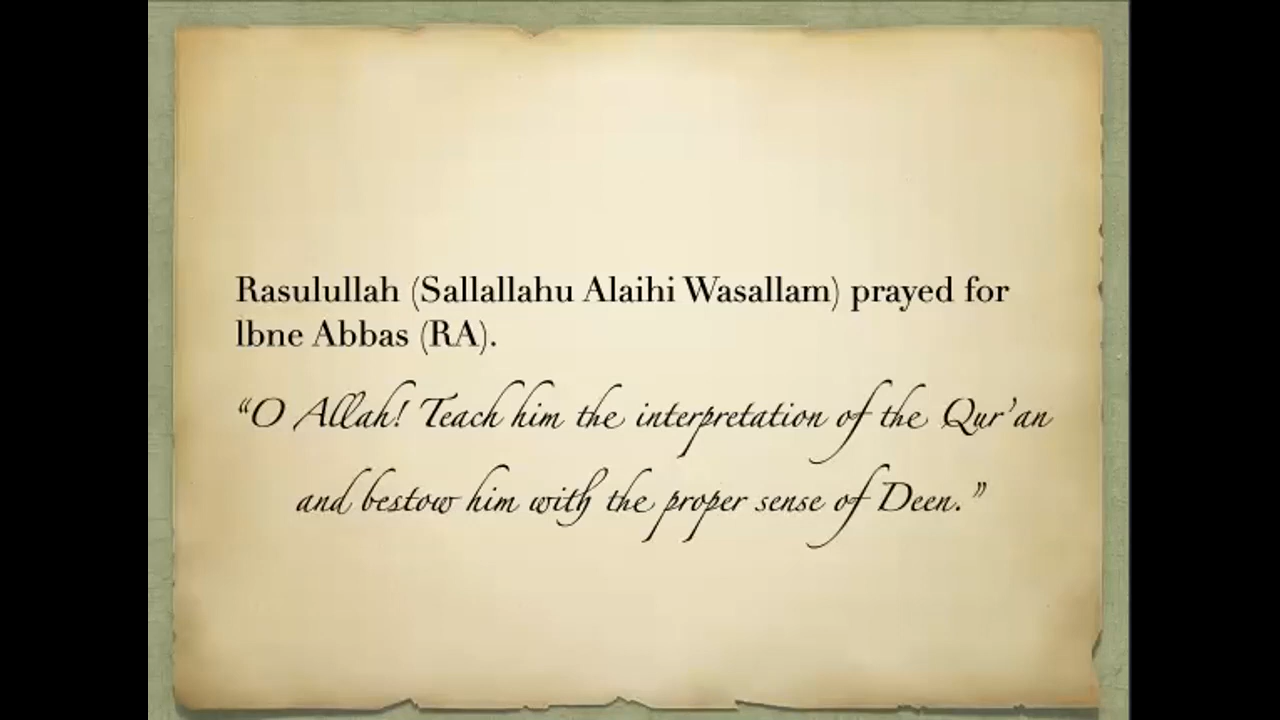 Rasulullah (Sallallahu Alaihi Wasallam) prayed for
Ibne Abbas (RA).
“O Allah! Teach him the interpretation of the Qur’an
and bestow him with the proper sense of Deen.”